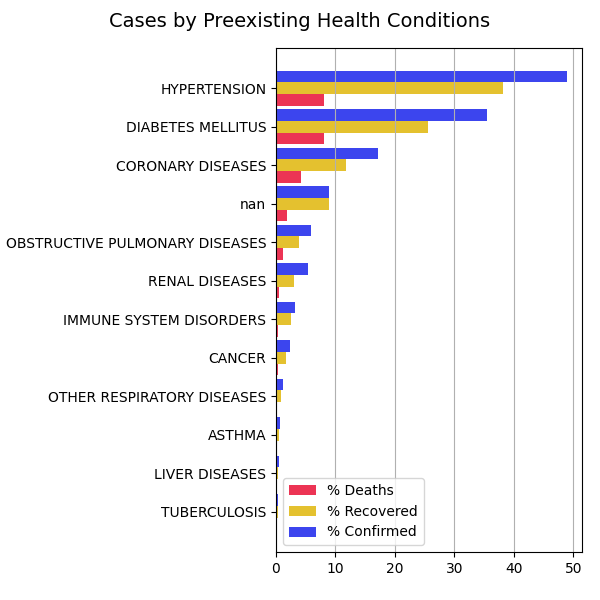 Cases by Preexisting Health Conditions
HYPERTENSION
DIABETES MELLITUS
CORONARY DISEASES
nan
OBSTRUCTIVE PULMONARY DISEASES
RENAL DISEASES
IMMUNE SYSTEM DISORDERS
CANCER
OTHER RESPIRATORY DISEASES
ASTHMA
LIVER DISEASES
TUBERCULOSIS
% Deaths
% Recovered
% Confirmed
0 10 20 30 40 50